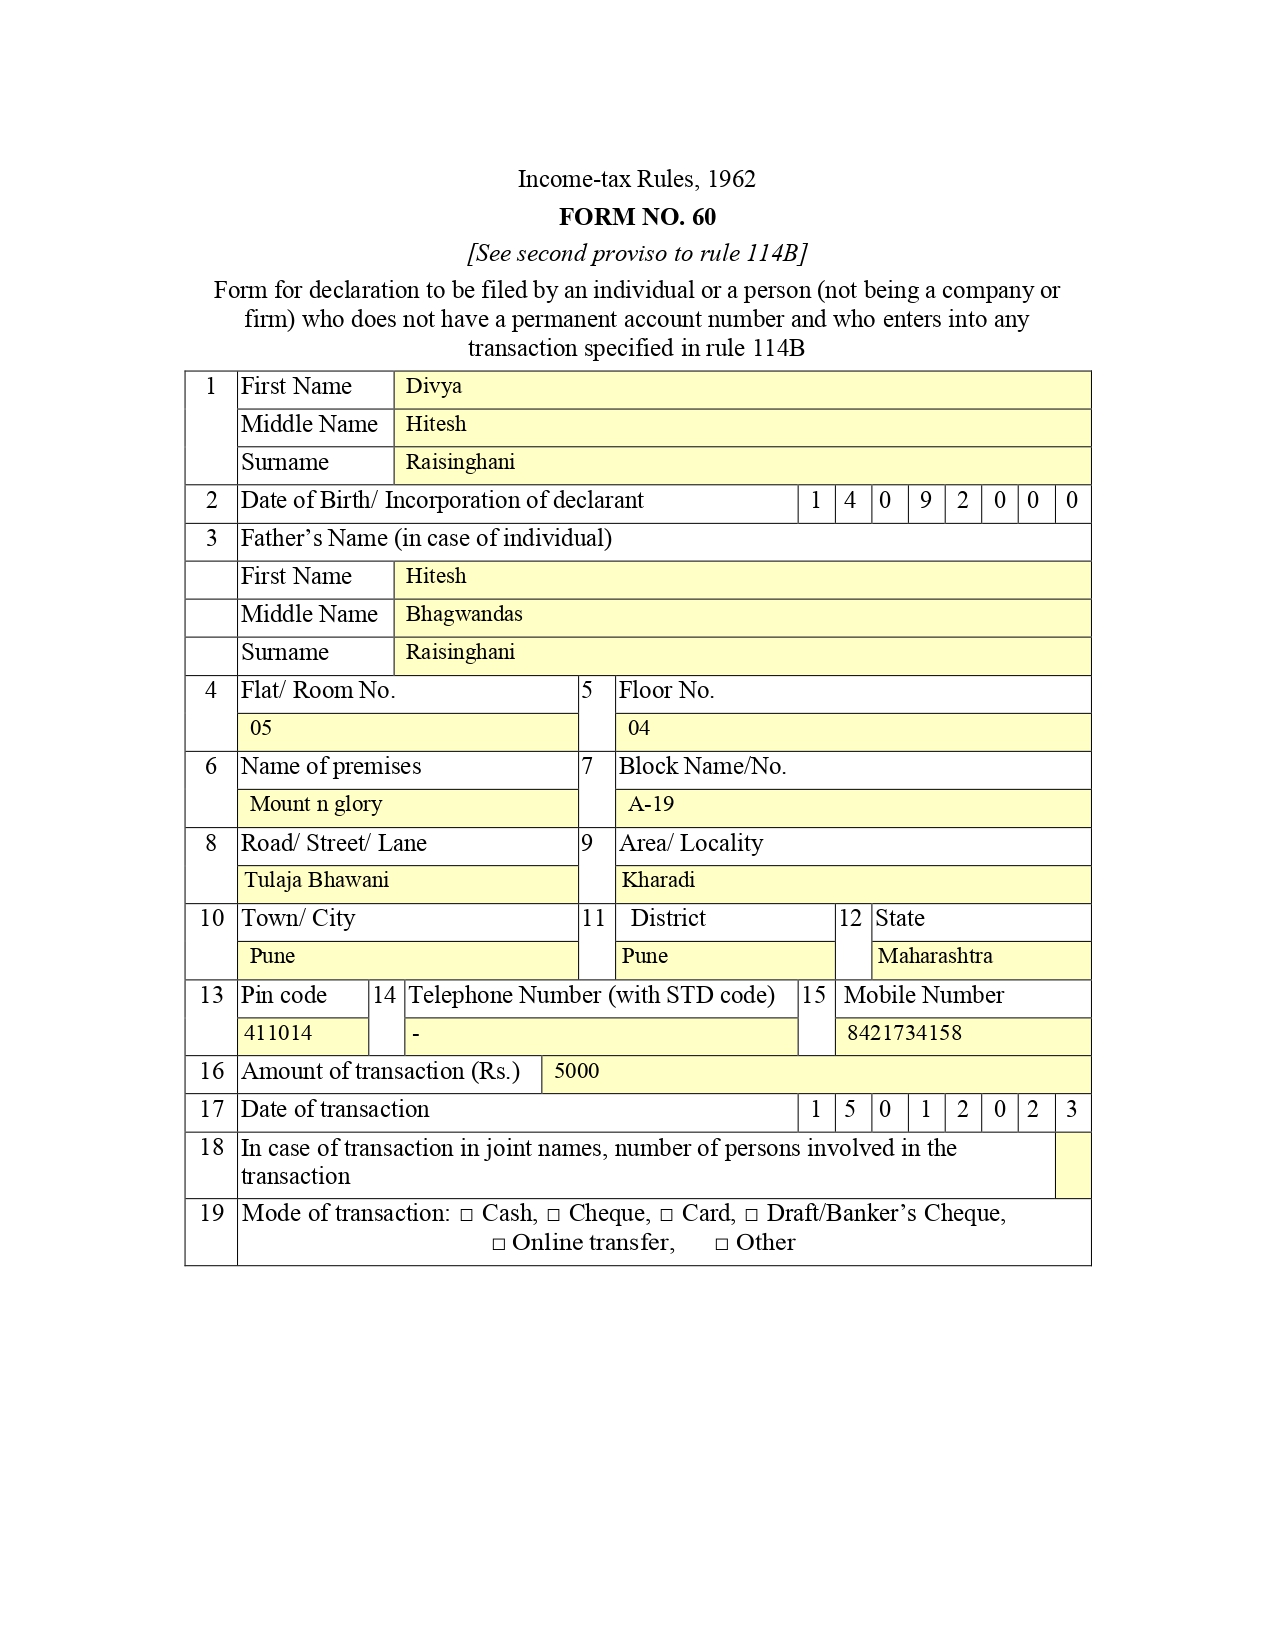 Income-tax Rules, 1962
FORM NO. 60
[See second proviso to rule 114B]
Form for declaration to be filed by an individual or a person (not being a company or
firm) who does not have a permanent account number and who enters into any
transaction specified in rule 114B
1 First Name Divya
Middle Name Hitesh
Surname Raisinghani
2 Date of Birth/ Incorporation of declarant 1 4 0 9 2 0 0 0
3 Father’s Name (in case of individual)
First Name Hitesh
Middle Name Bhagwandas
Surname Raisinghani
4 Flat/ Room No. 5 Floor No.
05 04
6 Name of premises 7 Block Name/No.
Mount n glory A-19
8 Road/ Street/ Lane 9 Area/ Locality
Tulaja Bhawani Kharadi
10 Town/ City 11 District 12 State
Pune Pune Maharashtra
13 Pin code 14 Telephone Number (with STD code) 15 Mobile Number
411014 - 8421734158
16 Amount of transaction (Rs.) 5000
17 Date of transaction 1 5 0 1 2 0 2 3
18 In case of transaction in joint names, number of persons involved in the
transaction
19 Mode of transaction: □ Cash, □ Cheque, □ Card, □ Draft/Banker’s Cheque,
□ Online transfer, □ Other